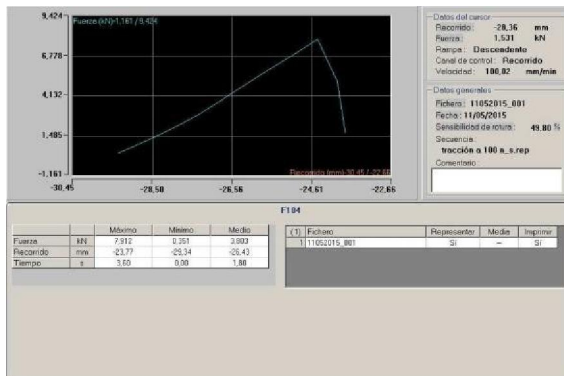 9,424
6,778
4,132
1,485
-1,161
Fuerza (kN)-1,161 / 9,424
Recorrido (mm)-30,45 / -22,66
-30,45
-28,50
-26,56
-24,61
-22,66
Datos del cursor
Recorrido: -28,36 mm
Fuerza: 1,531 kN
Rampa: Descendente
Canal de control: Recorrido
Velocidad: 100,02 mm/min
Datos generales
Fichero: 11052015_001
Fecha: 11/05/2015
Sensibilidad de rotura: 49,80 %
Secuencia:
tracción a 100 n_s.rep
Comentario:
F104
Máximo Mínimo Medio
Fuerza kN 7,912 0,351 3,803
Recorrido mm -23,77 -29,34 -26,43
Tiempo s 3,60 0,00 1,80
(1) Fichero Representar Media Imprimir
1 11052015_001 Sí — Sí